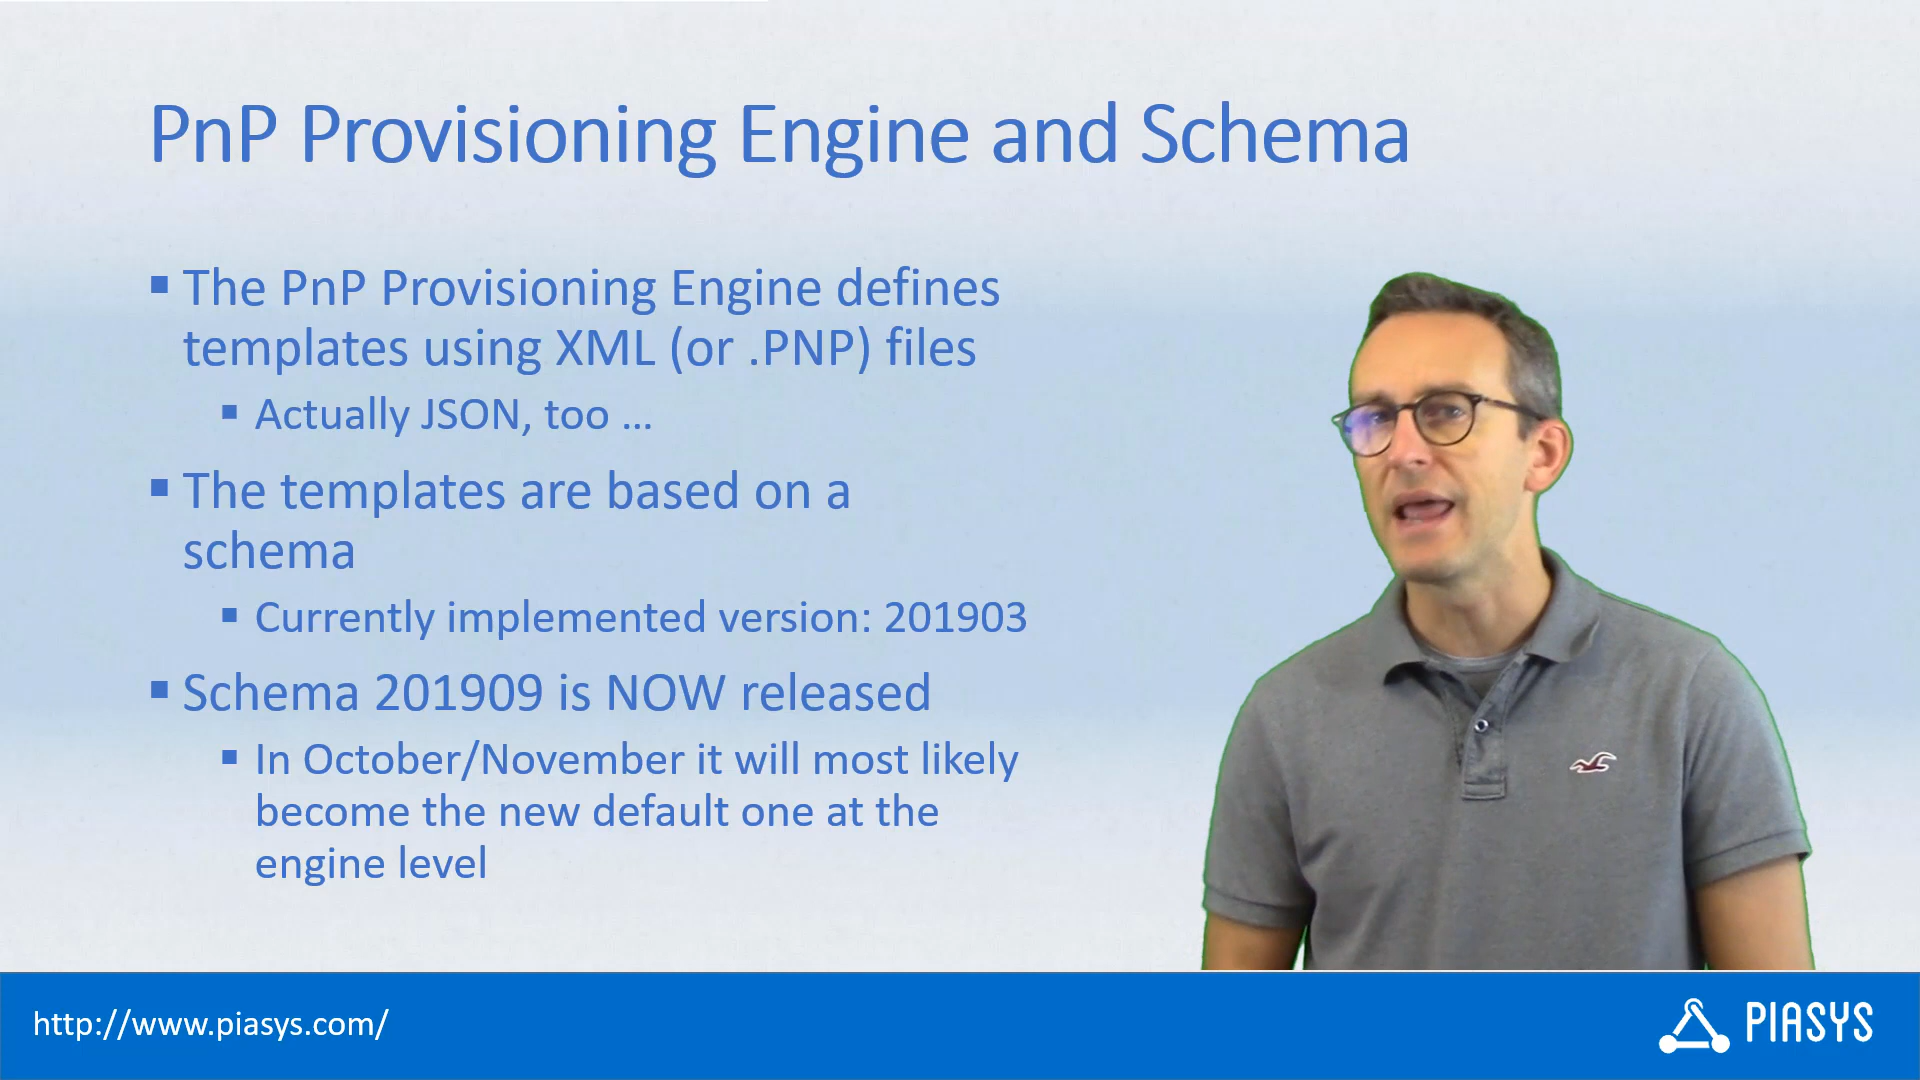 PnP Provisioning Engine and Schema
▪ The PnP Provisioning Engine defines
templates using XML (or .PNP) files
▪ Actually JSON, too ...
▪ The templates are based on a
schema
▪ Currently implemented version: 201903
▪ Schema 201909 is NOW released
▪ In October/November it will most likely
become the new default one at the
engine level
http://www.piasys.com/
PIASYS